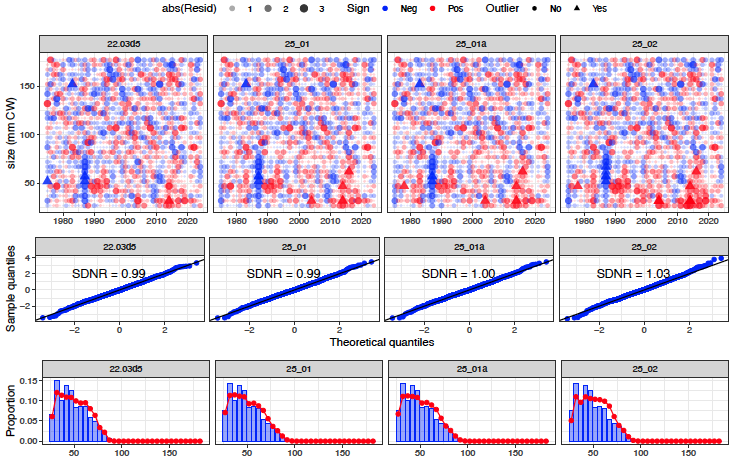 abs(Resid) 1 2 3 Sign Neg Pos Outlier No Yes
22.03d5 25_01 25_01a 25_02
size (mm CW)
150
100
50
1980 1990 2000 2010 2020 1980 1990 2000 2010 2020 1980 1990 2000 2010 2020 1980 1990 2000 2010 2020
22.03d5 25_01 25_01a 25_02
Sample quantiles
4
2
0
−2
SDNR = 0.99 SDNR = 0.99 SDNR = 1.00 SDNR = 1.03
−2 0 2 −2 0 2 −2 0 2 −2 0 2
Theoretical quantiles
22.03d5 25_01 25_01a 25_02
Proportion
0.15
0.10
0.05
0.00
50 100 150 50 100 150 50 100 150 50 100 150